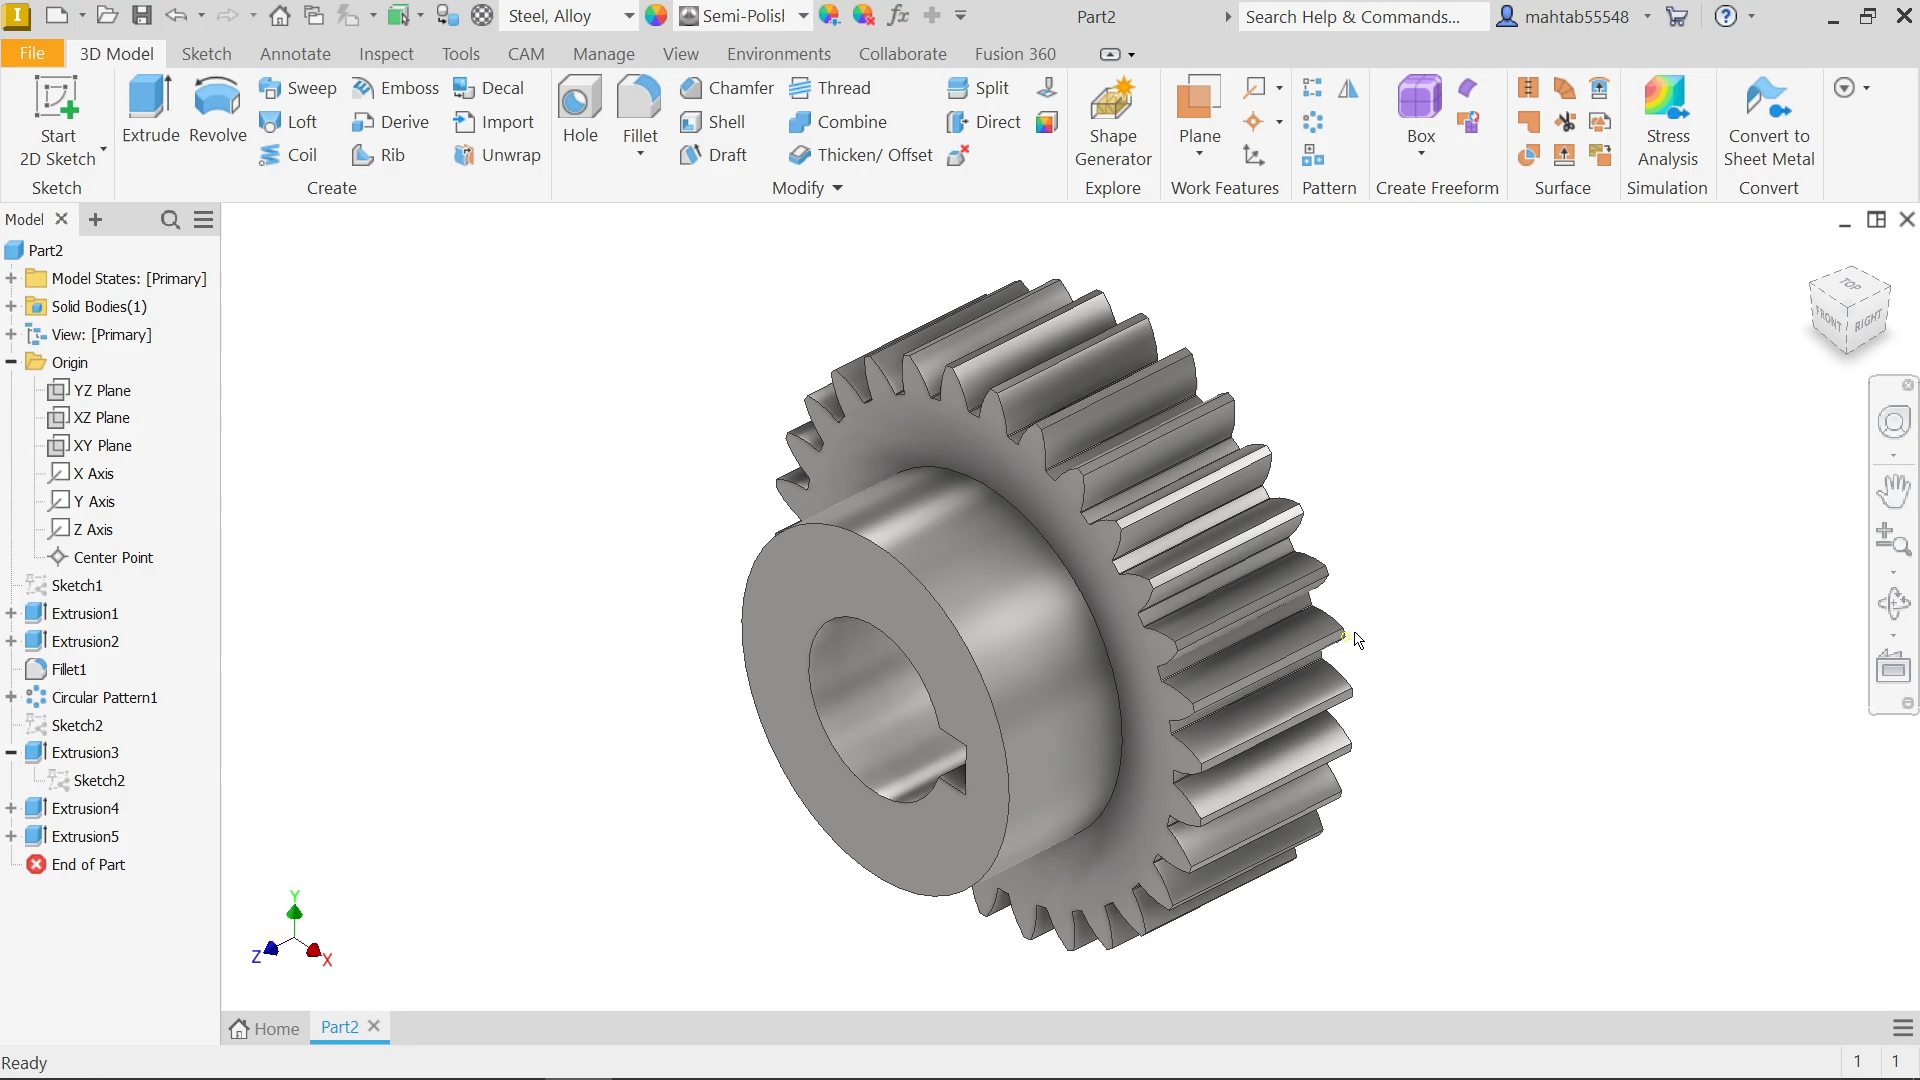 Steel, Alloy
Semi-Polisl
Part2
Search Help & Commands...
mahtab55548
File
3D Model
Sketch
Annotate
Inspect
Tools
CAM
Manage
View
Environments
Collaborate
Fusion 360
Start
2D Sketch
Sketch
Extrude
Revolve
Sweep
Loft
Coil
Emboss
Derive
Rib
Decal
Import
Unwrap
Create
Hole
Fillet
Chamfer
Shell
Draft
Thread
Combine
Thicken/ Offset
Split
Direct
Modify
Shape
Generator
Explore
Plane
Work Features
Pattern
Box
Create Freeform
Surface
Stress
Analysis
Simulation
Convert to
Sheet Metal
Convert
Model
Part2
Model States: [Primary]
Solid Bodies(1)
View: [Primary]
Origin
YZ Plane
XZ Plane
XY Plane
X Axis
Y Axis
Z Axis
Center Point
Sketch1
Extrusion1
Extrusion2
Fillet1
Circular Pattern1
Sketch2
Extrusion3
Sketch2
Extrusion4
Extrusion5
End of Part
TOP
FRONT
RIGHT
Y
Z
X
Home
Part2
Ready
1
1